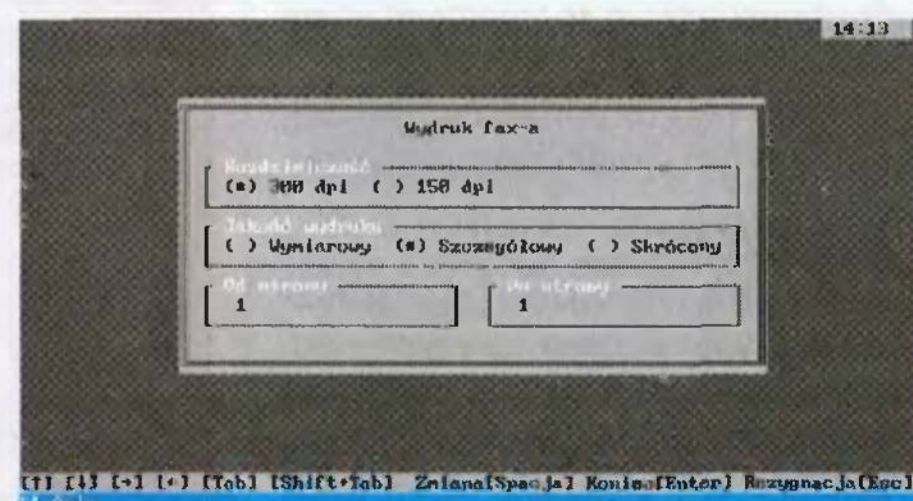 14:13
Wydruk fax-a
Rozdzielczość
(■) 300 dpi ( ) 150 dpi
Jakość wydruku
( ) Wymiarowy (■) Szczegółowy ( ) Skrócony
Od strony Do strony
1 1
[↑] [↓] [→] [←] [Tab] [Shift+Tab] Zmiana[Spacja] Koniec[Enter] Rezygnacja[Esc]